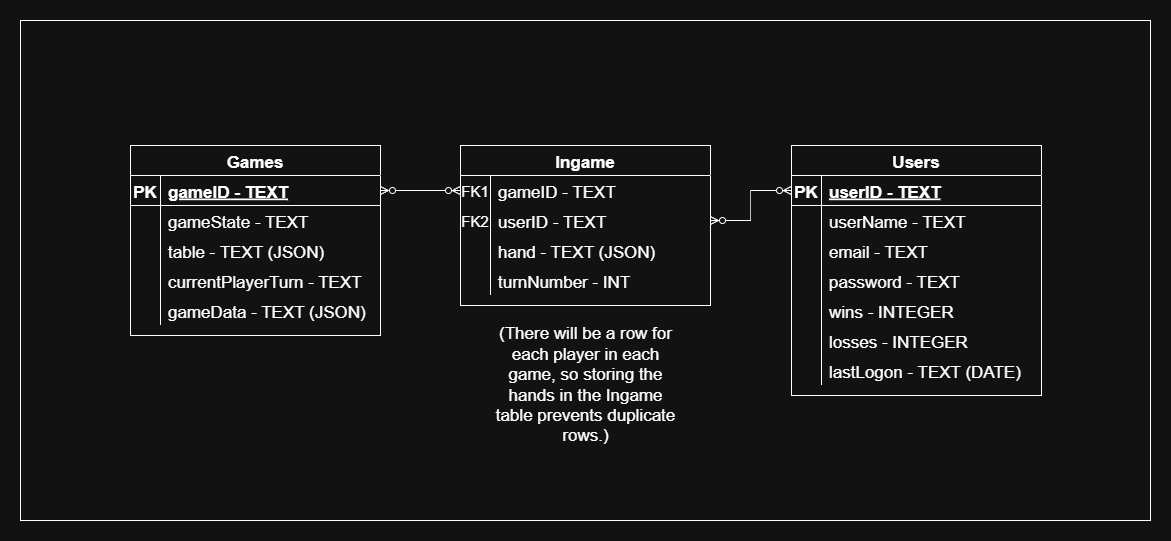 Games
PK gameID - TEXT
gameState - TEXT
table - TEXT (JSON)
currentPlayerTurn - TEXT
gameData - TEXT (JSON)
Ingame
FK1 gameID - TEXT
FK2 userID - TEXT
hand - TEXT (JSON)
turnNumber - INT
(There will be a row for
each player in each
game, so storing the
hands in the Ingame
table prevents duplicate
rows.)
Users
PK userID - TEXT
userName - TEXT
email - TEXT
password - TEXT
wins - INTEGER
losses - INTEGER
lastLogon - TEXT (DATE)